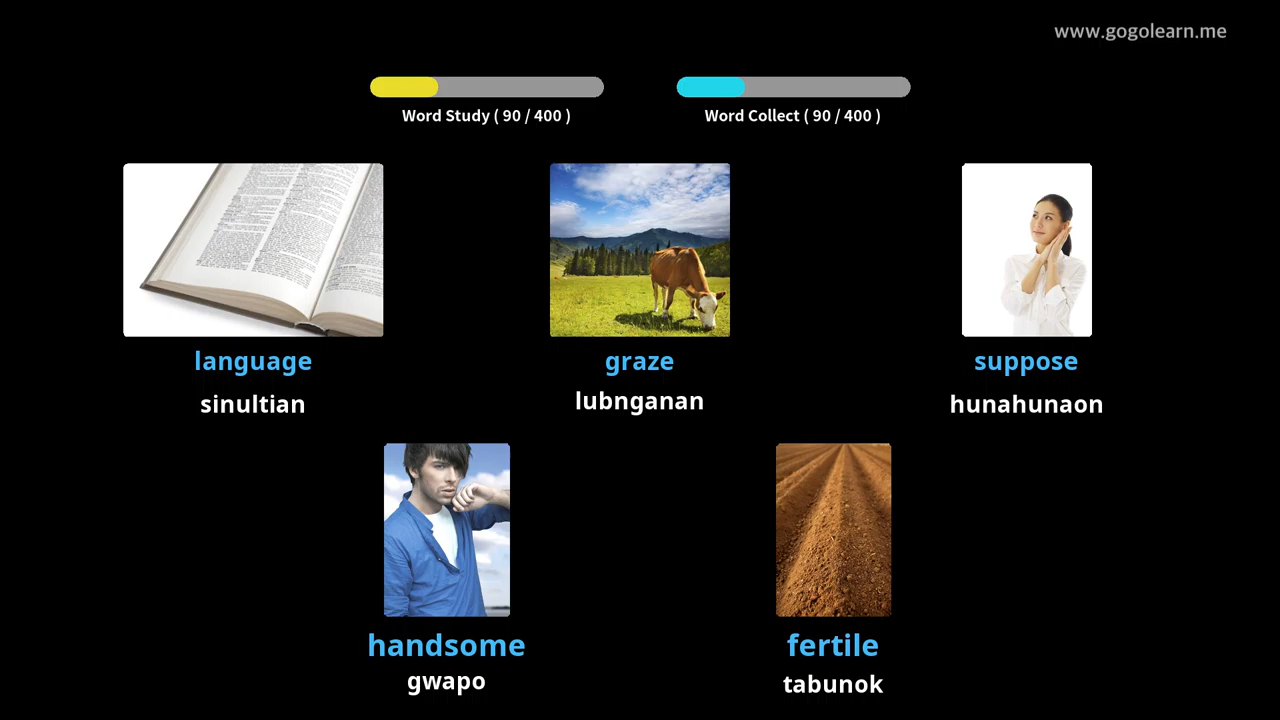 www.gogolearn.me
Word Study ( 90 / 400 )
Word Collect ( 90 / 400 )
language
sinultian
graze
lubnganan
suppose
hunahunaon
handsome
gwapo
fertile
tabunok